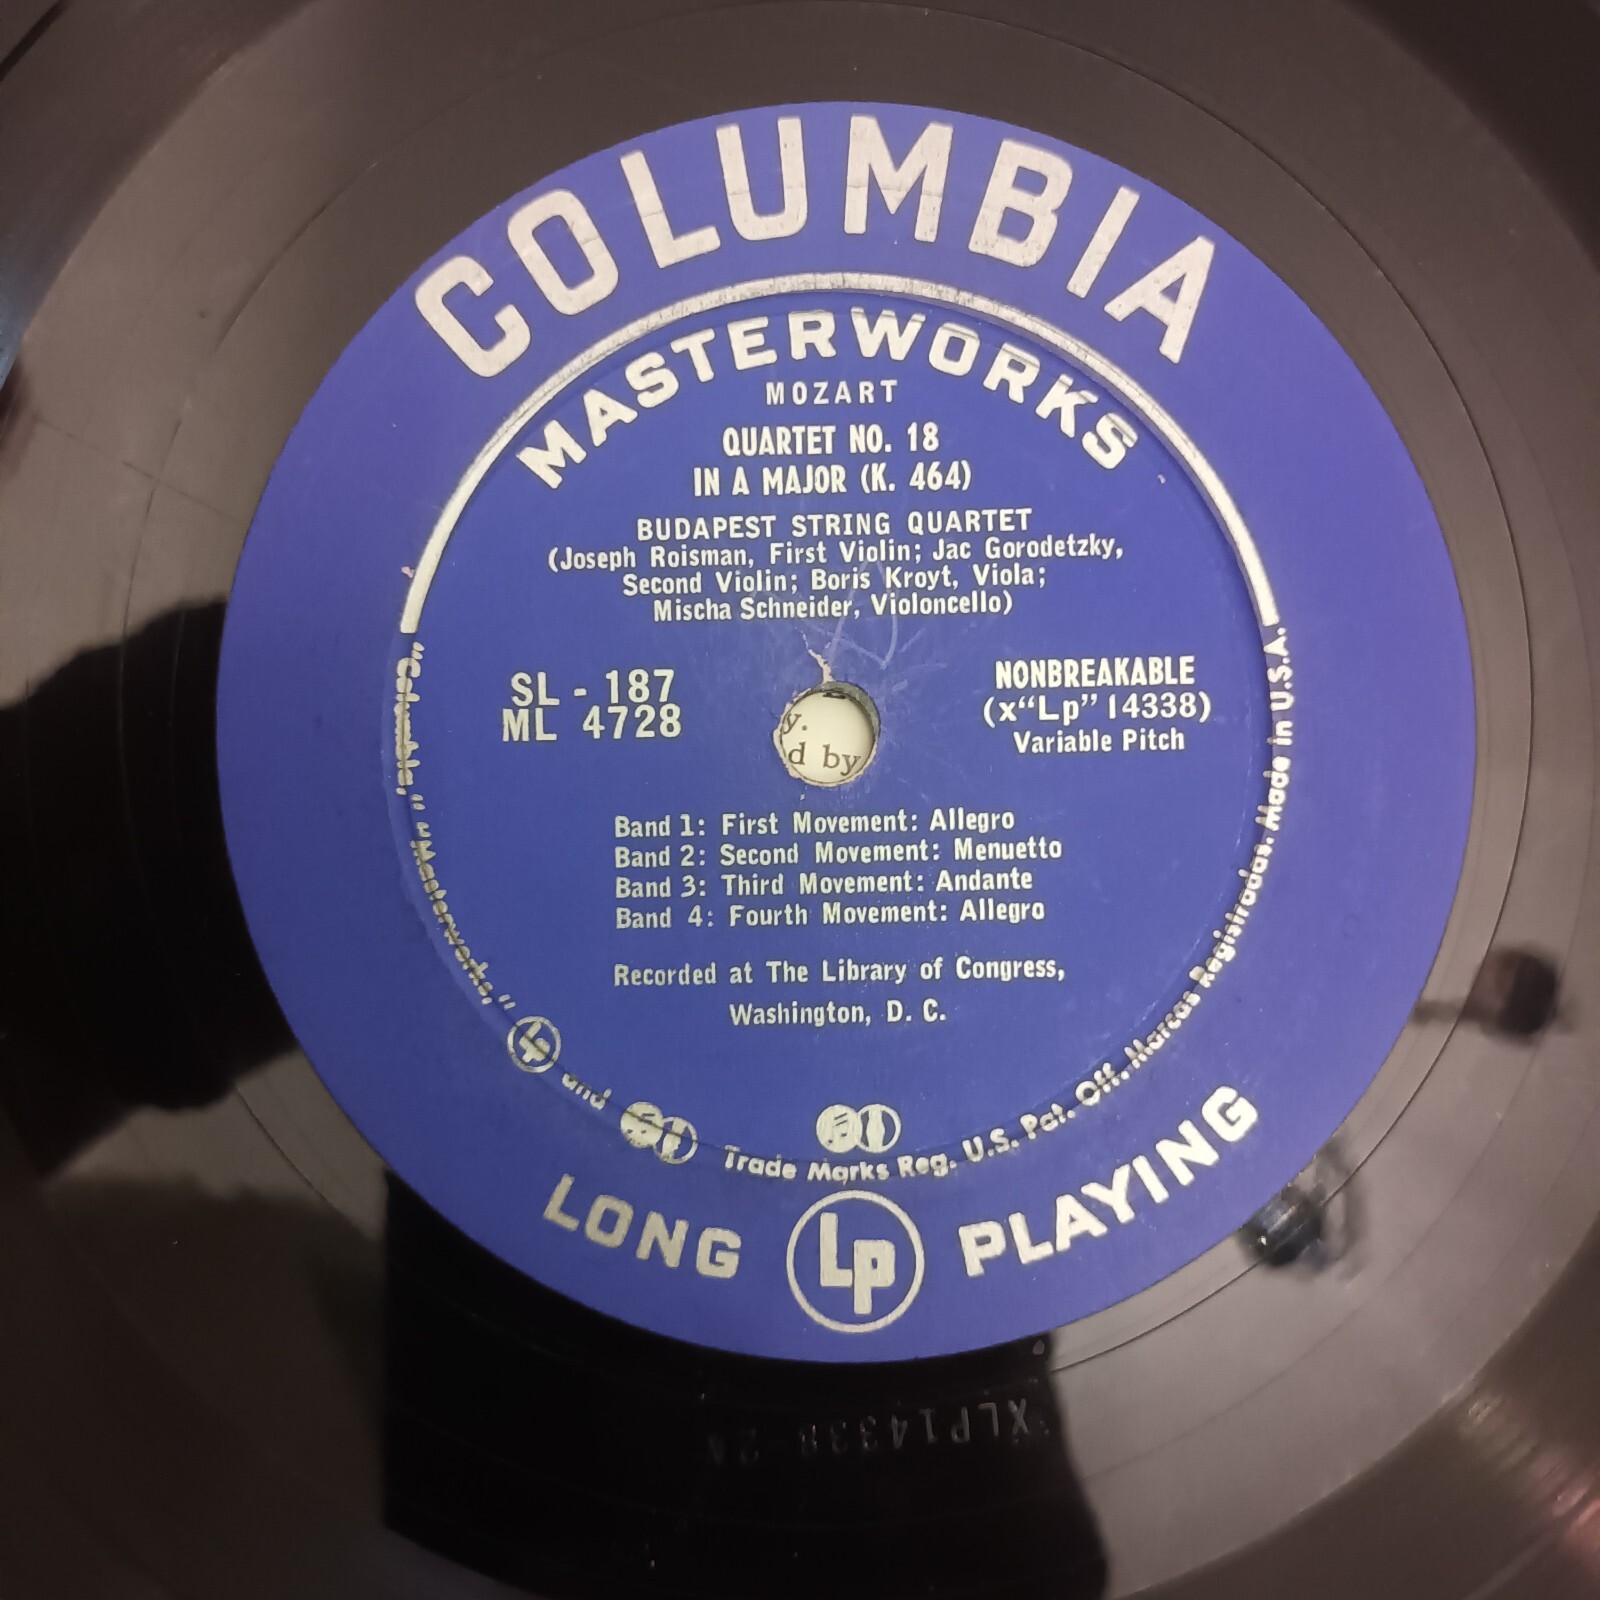 COLUMBIA
MASTERWORKS
MOZART
QUARTET NO. 18
IN A MAJOR (K. 464)
BUDAPEST STRING QUARTET
(Joseph Roisman, First Violin; Jac Gorodetzky,
Second Violin; Boris Kroyt, Viola;
Mischa Schneider, Violoncello)
SL - 187
ML 4728
NONBREAKABLE
(x“Lp” 14338)
Variable Pitch
y.
d by
Band 1: First Movement: Allegro
Band 2: Second Movement: Menuetto
Band 3: Third Movement: Andante
Band 4: Fourth Movement: Allegro
Recorded at The Library of Congress,
Washington, D. C.
"Columbia," "Masterworks," Lp and Trade Marks Reg. U.S. Pat. Off. Marcas Registradas. Made in U.S.A.
LONG Lp PLAYING
XLP14338-2A